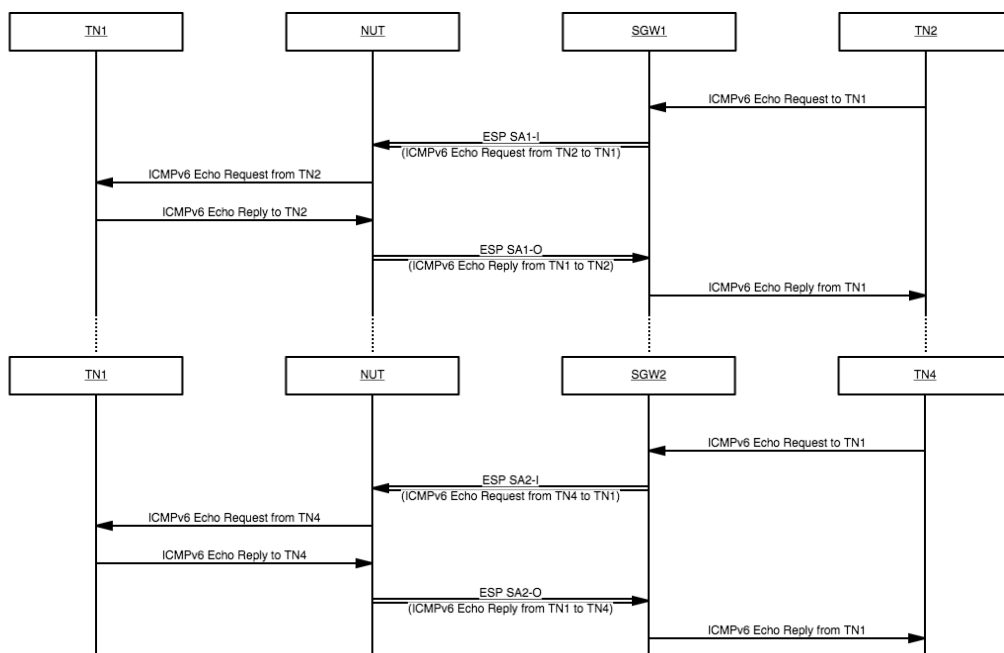 TN1 NUT SGW1 TN2
ICMPv6 Echo Request to TN1
ESP SA1-I
(ICMPv6 Echo Request from TN2 to TN1)
ICMPv6 Echo Request from TN2
ICMPv6 Echo Reply to TN2
ESP SA1-O
(ICMPv6 Echo Reply from TN1 to TN2)
ICMPv6 Echo Reply from TN1
TN1 NUT SGW2 TN4
ICMPv6 Echo Request to TN1
ESP SA2-I
(ICMPv6 Echo Request from TN4 to TN1)
ICMPv6 Echo Request from TN4
ICMPv6 Echo Reply to TN4
ESP SA2-O
(ICMPv6 Echo Reply from TN1 to TN4)
ICMPv6 Echo Reply from TN1